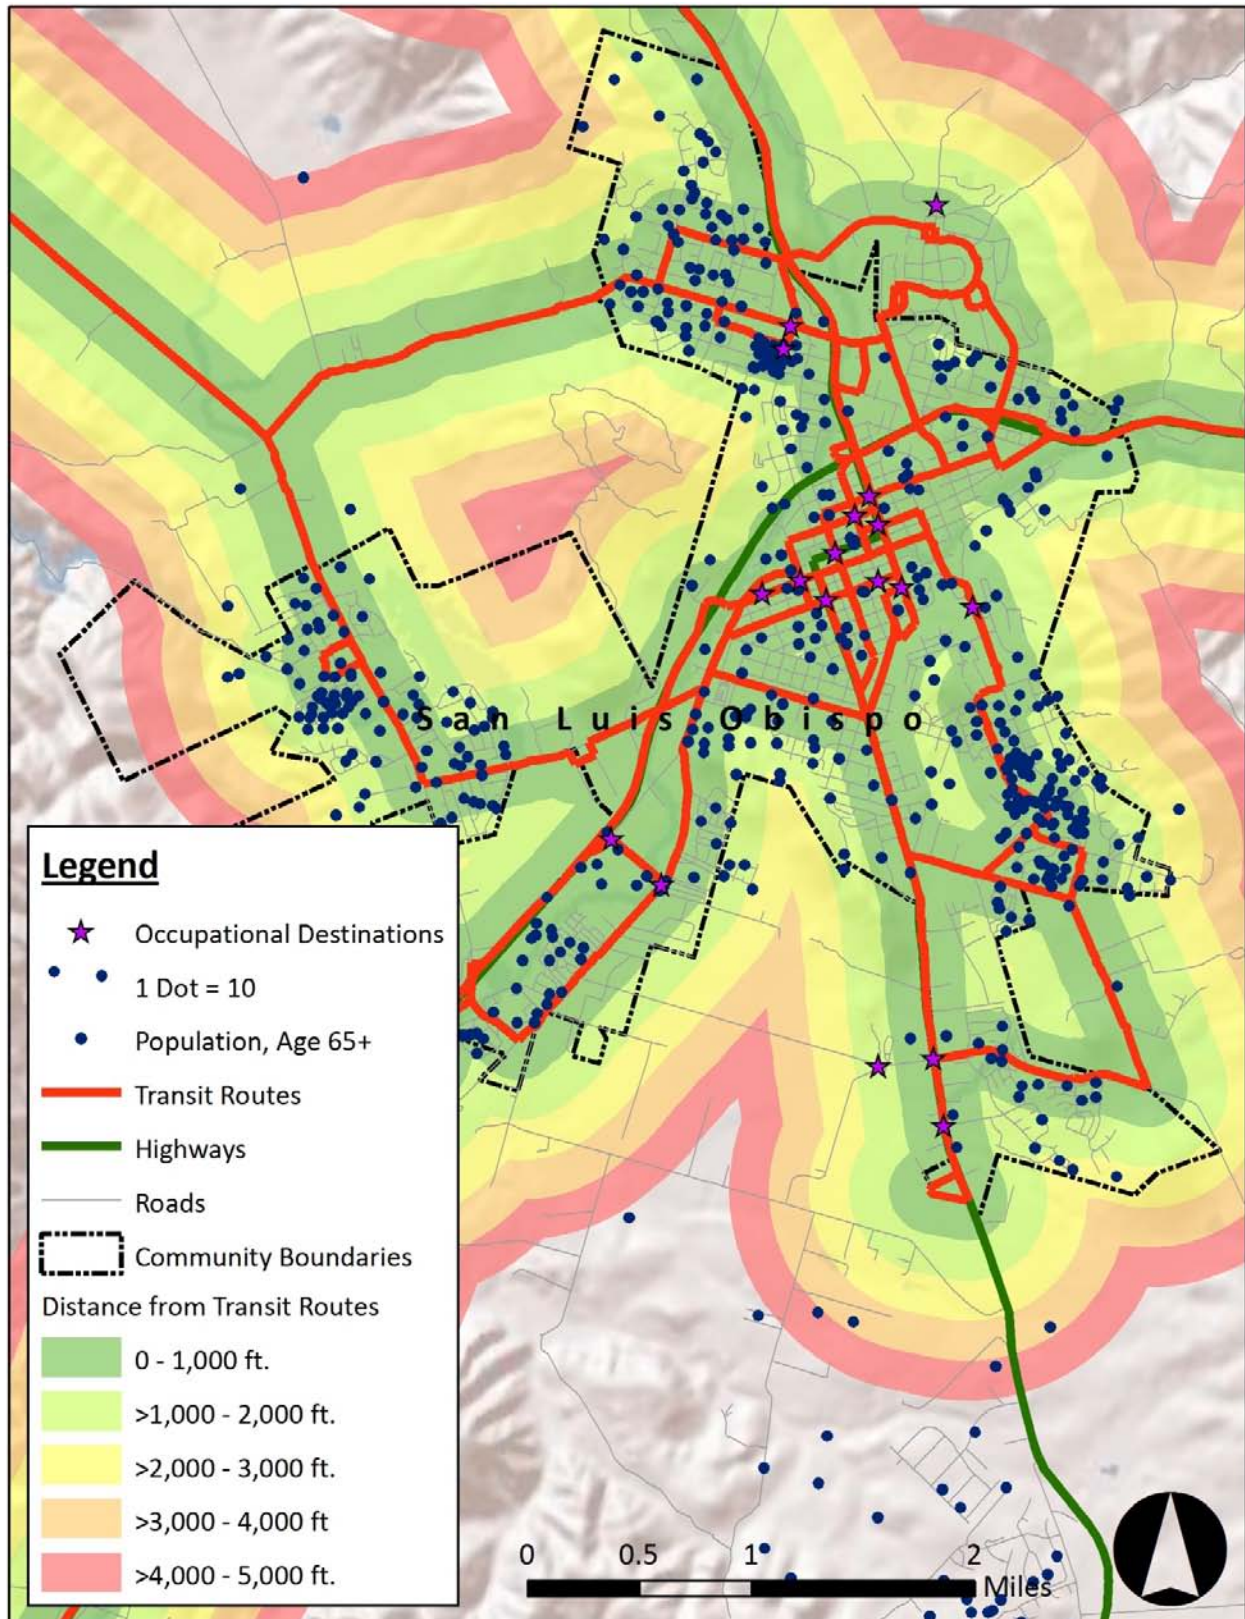 San Luis Obispo
Legend
Occupational Destinations
1 Dot = 10
Population, Age 65+
Transit Routes
Highways
Roads
Community Boundaries
Distance from Transit Routes
0 - 1,000 ft.
>1,000 - 2,000 ft.
>2,000 - 3,000 ft.
>3,000 - 4,000 ft
>4,000 - 5,000 ft.
0 0.5 1 2
Miles